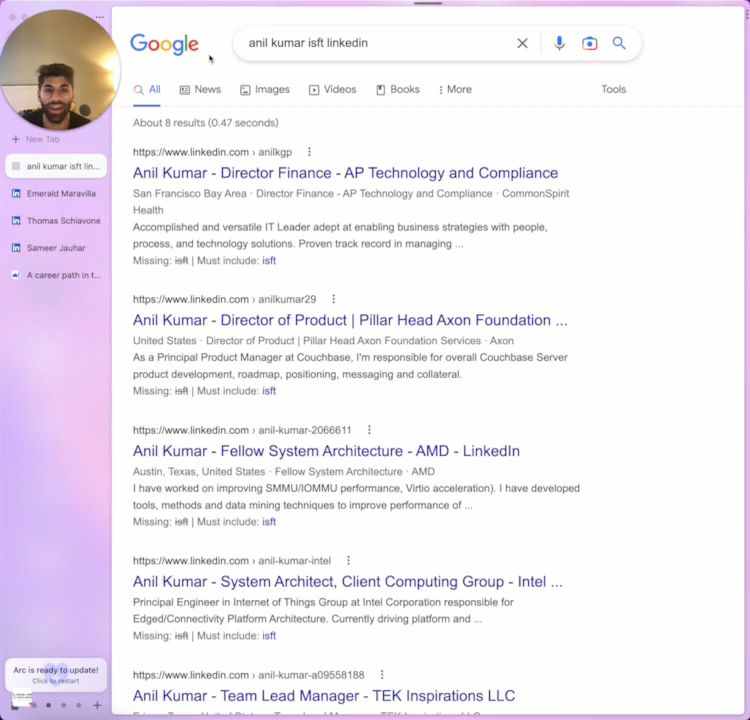 Google
anil kumar isft linkedin
All
News
Images
Videos
Books
More
Tools
About 8 results (0.47 seconds)
New Tab
anil kumar isft lin...
Emerald Maravilla
Thomas Schiavone
Sameer Jauhar
A career path in t...
https://www.linkedin.com › anilkgp
Anil Kumar - Director Finance - AP Technology and Compliance
San Francisco Bay Area · Director Finance - AP Technology and Compliance · CommonSpirit
Health
Accomplished and versatile IT Leader adept at enabling business strategies with people,
process, and technology solutions. Proven track record in managing ...
Missing: isft | Must include: isft
https://www.linkedin.com › anilkumar29
Anil Kumar - Director of Product | Pillar Head Axon Foundation ...
United States · Director of Product | Pillar Head Axon Foundation Services · Axon
As a Principal Product Manager at Couchbase, I'm responsible for overall Couchbase Server
product development, roadmap, positioning, messaging and collateral.
Missing: isft | Must include: isft
https://www.linkedin.com › anil-kumar-2066611
Anil Kumar - Fellow System Architecture - AMD - LinkedIn
Austin, Texas, United States · Fellow System Architecture · AMD
I have worked on improving SMMU/IOMMU performance, Virtio acceleration). I have developed
tools, methods and data mining techniques to improve performance of ...
Missing: isft | Must include: isft
https://www.linkedin.com › anil-kumar-intel
Anil Kumar - System Architect, Client Computing Group - Intel ...
Principal Engineer in Internet of Things Group at Intel Corporation responsible for
Edged/Connectivity Platform Architecture. Currently driving platform and ...
Missing: isft | Must include: isft
https://www.linkedin.com › anil-kumar-a09558188
Anil Kumar - Team Lead Manager - TEK Inspirations LLC
Arc is ready to update!
Click to restart